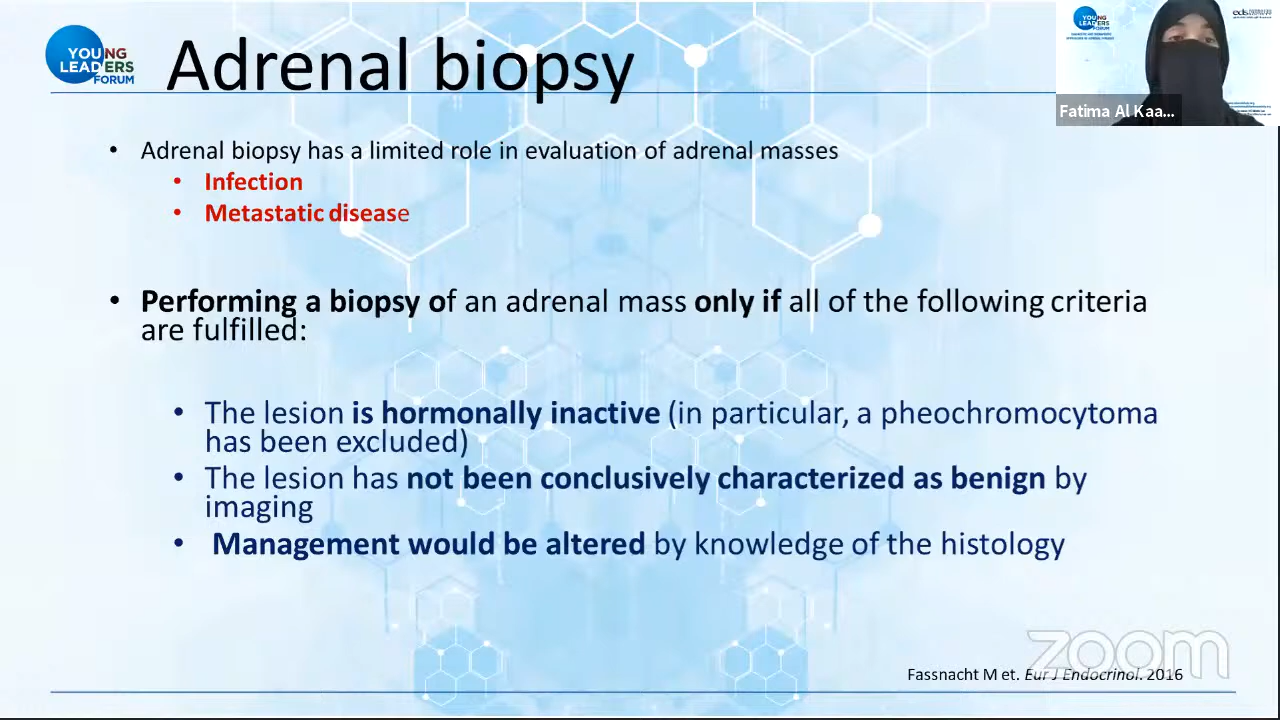 YOUNG
LEADERS
FORUM
Adrenal biopsy
YOUNG
LEADERS
FORUM
Fatima Al Kaa...
• Adrenal biopsy has a limited role in evaluation of adrenal masses
• Infection
• Metastatic disease
• Performing a biopsy of an adrenal mass only if all of the following criteria
are fulfilled:
• The lesion is hormonally inactive (in particular, a pheochromocytoma
has been excluded)
• The lesion has not been conclusively characterized as benign by
imaging
• Management would be altered by knowledge of the histology
zoom
Fassnacht M et. Eur J Endocrinol. 2016